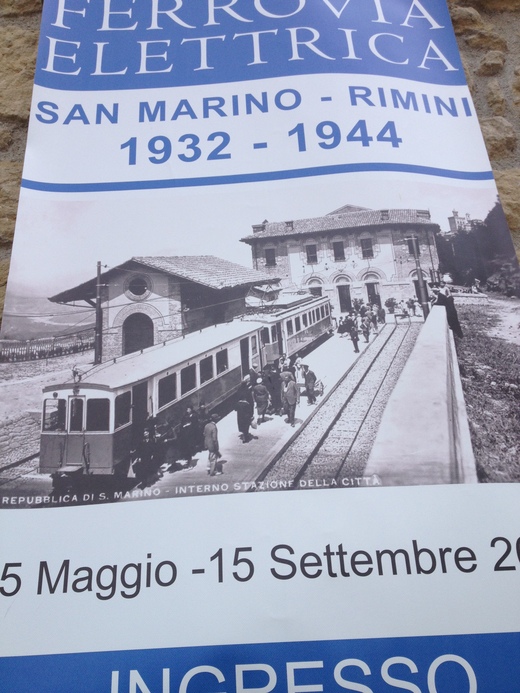 FERROVIA
ELETTRICA
SAN MARINO - RIMINI
1932 - 1944
REPUBBLICA DI S. MARINO - INTERNO STAZIONE DELLA CITTÀ
5 Maggio -15 Settembre 20
INGRESSO